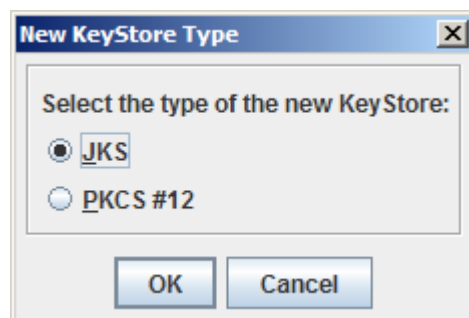 New KeyStore Type
Select the type of the new KeyStore:
JKS
PKCS #12
OK Cancel